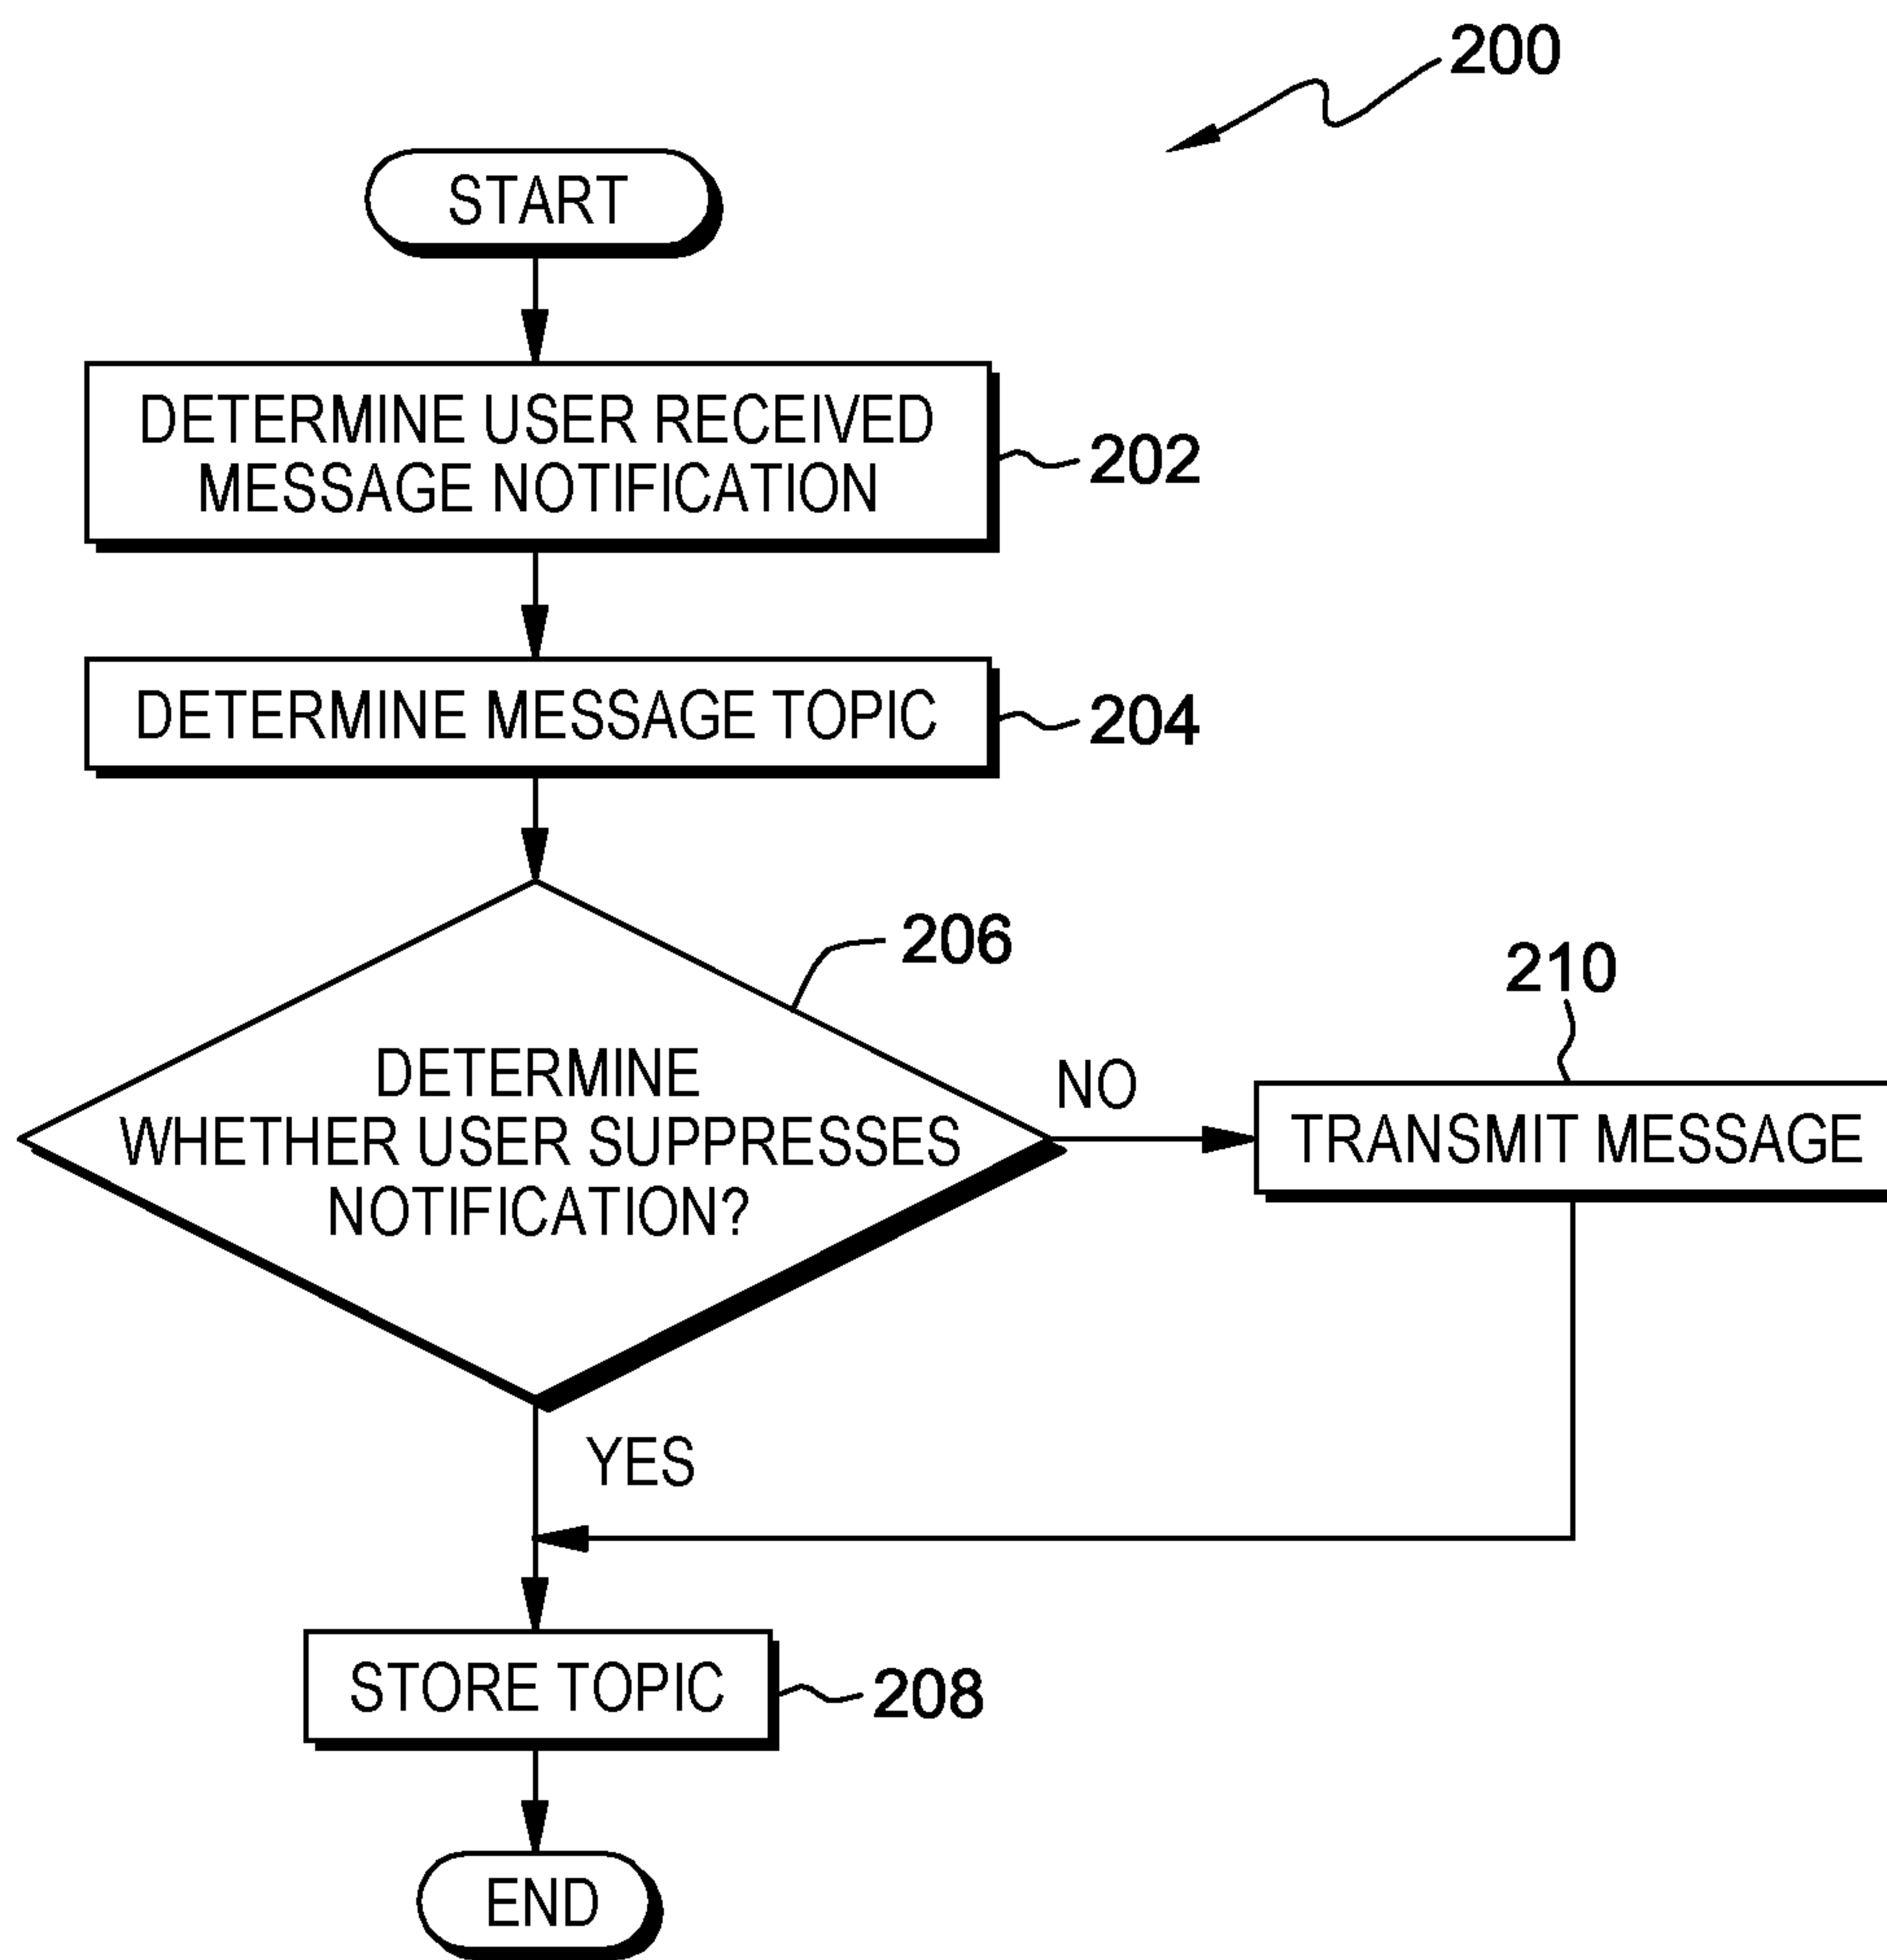 200
START
DETERMINE USER RECEIVED
MESSAGE NOTIFICATION
202
DETERMINE MESSAGE TOPIC
204
206
DETERMINE
WHETHER USER SUPPRESSES
NOTIFICATION?
NO
210
TRANSMIT MESSAGE
YES
STORE TOPIC
208
END